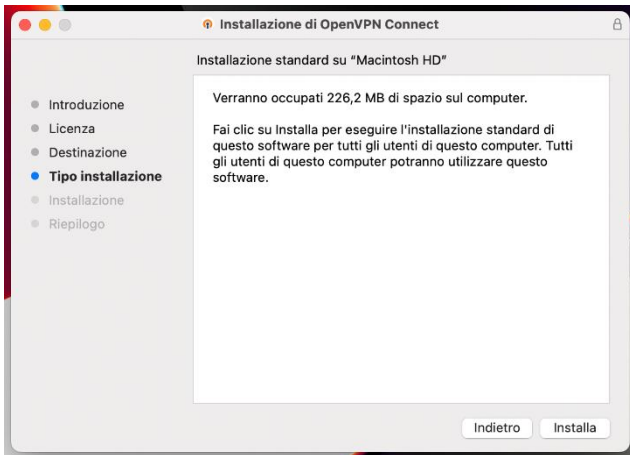 Installazione di OpenVPN Connect
Installazione standard su “Macintosh HD”
Introduzione
Licenza
Destinazione
Tipo installazione
Installazione
Riepilogo
Verranno occupati 226,2 MB di spazio sul computer.
Fai clic su Installa per eseguire l'installazione standard di
questo software per tutti gli utenti di questo computer. Tutti
gli utenti di questo computer potranno utilizzare questo
software.
Indietro
Installa